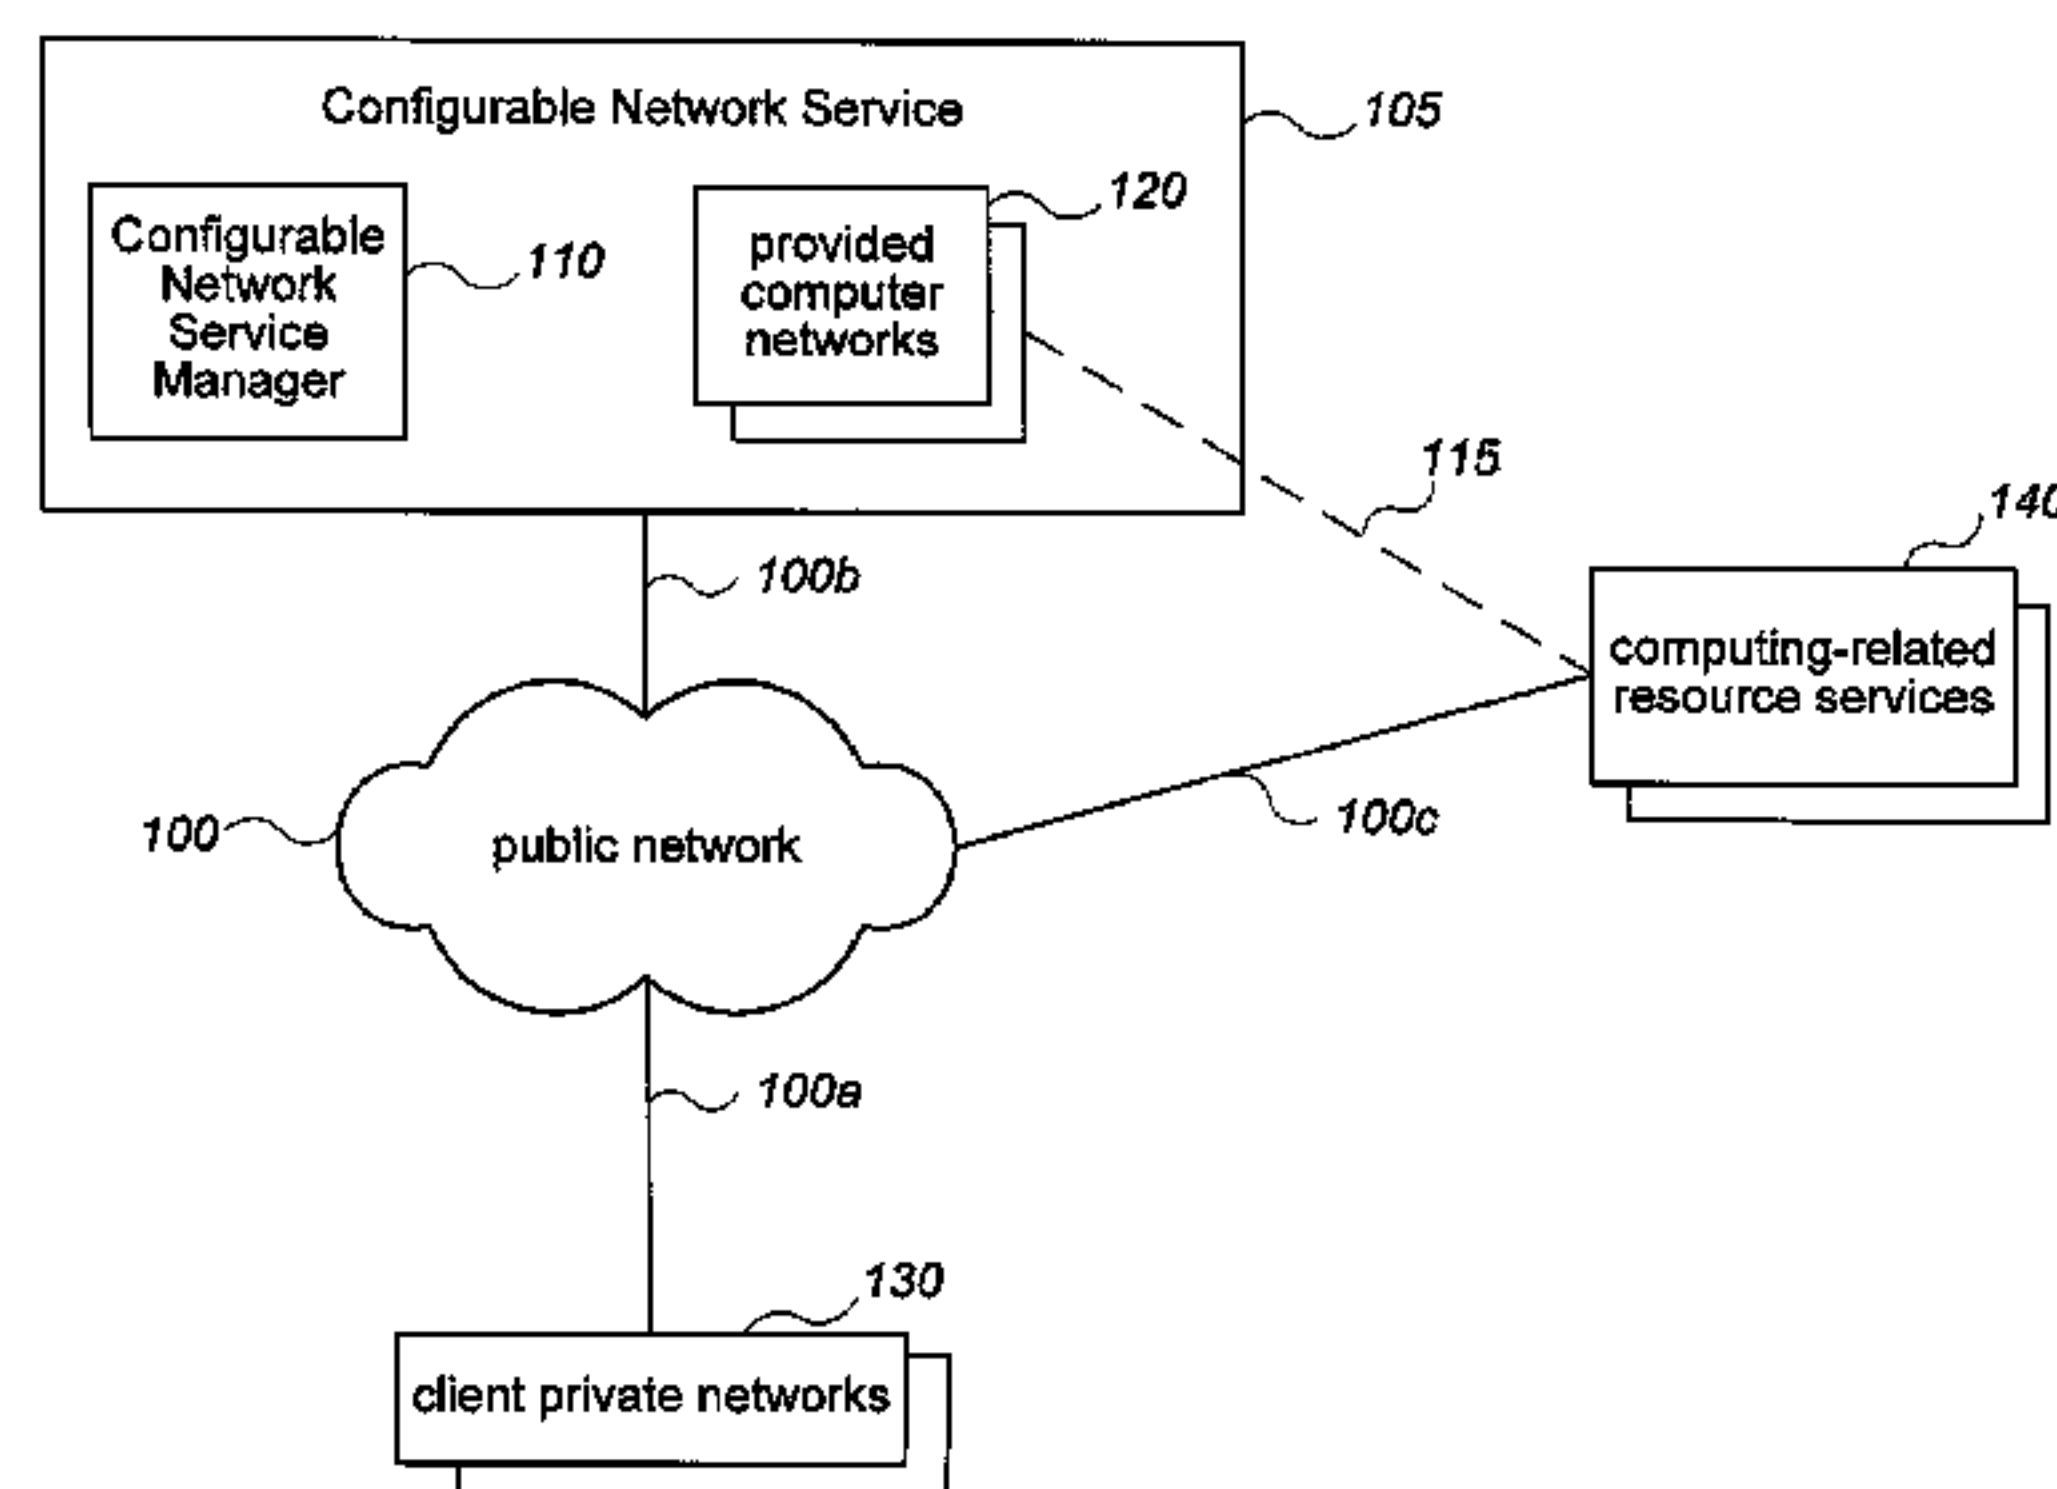 Configurable Network Service
105
120
Configurable
Network
Service
Manager
110
provided
computer
networks
115
140
100b
computing-related
resource services
100
public network
100c
100a
130
client private networks